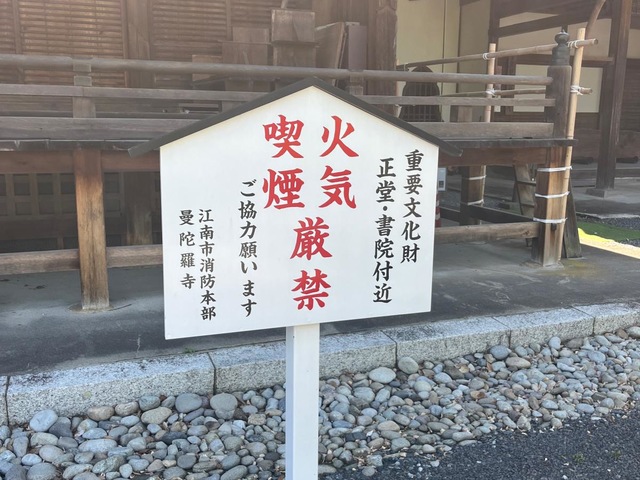 重要文化財
正堂・書院付近
火気厳禁
喫煙
ご協力願います
江南市消防本部
曼陀羅寺